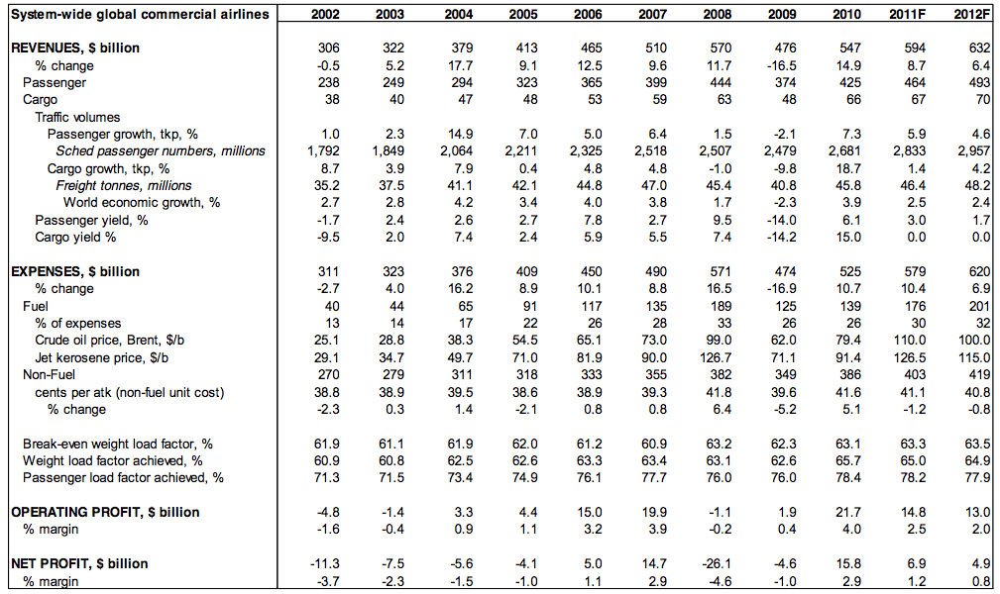 System-wide global commercial airlines 2002 2003 2004 2005 2006 2007 2008 2009 2010 2011F 2012F
REVENUES, $ billion 306 322 379 413 465 510 570 476 547 594 632
% change -0.5 5.2 17.7 9.1 12.5 9.6 11.7 -16.5 14.9 8.7 6.4
Passenger 238 249 294 323 365 399 444 374 425 464 493
Cargo 38 40 47 48 53 59 63 48 66 67 70
Traffic volumes
Passenger growth, tkp, % 1.0 2.3 14.9 7.0 5.0 6.4 1.5 -2.1 7.3 5.9 4.6
Sched passenger numbers, millions 1,792 1,849 2,064 2,211 2,325 2,518 2,507 2,479 2,681 2,833 2,957
Cargo growth, tkp, % 8.7 3.9 7.9 0.4 4.8 4.8 -1.0 -9.8 18.7 1.4 4.2
Freight tonnes, millions 35.2 37.5 41.1 42.1 44.8 47.0 45.4 40.8 45.8 46.4 48.2
World economic growth, % 2.7 2.8 4.2 3.4 4.0 3.8 1.7 -2.3 3.9 2.5 2.4
Passenger yield, % -1.7 2.4 2.6 2.7 7.8 2.7 9.5 -14.0 6.1 3.0 1.7
Cargo yield % -9.5 2.0 7.4 2.4 5.9 5.5 7.4 -14.2 15.0 0.0 0.0
EXPENSES, $ billion 311 323 376 409 450 490 571 474 525 579 620
% change -2.7 4.0 16.2 8.9 10.1 8.8 16.5 -16.9 10.7 10.4 6.9
Fuel 40 44 65 91 117 135 189 125 139 176 201
% of expenses 13 14 17 22 26 28 33 26 26 30 32
Crude oil price, Brent, $/b 25.1 28.8 38.3 54.5 65.1 73.0 99.0 62.0 79.4 110.0 100.0
Jet kerosene price, $/b 29.1 34.7 49.7 71.0 81.9 90.0 126.7 71.1 91.4 126.5 115.0
Non-Fuel 270 279 311 318 333 355 382 349 386 403 419
cents per atk (non-fuel unit cost) 38.8 38.9 39.5 38.6 38.9 39.3 41.8 39.6 41.6 41.1 40.8
% change -2.3 0.3 1.4 -2.1 0.8 0.8 6.4 -5.2 5.1 -1.2 -0.8
Break-even weight load factor, % 61.9 61.1 61.9 62.0 61.2 60.9 63.2 62.3 63.1 63.3 63.5
Weight load factor achieved, % 60.9 60.8 62.5 62.6 63.3 63.4 63.1 62.6 65.7 65.0 64.9
Passenger load factor achieved, % 71.3 71.5 73.4 74.9 76.1 77.7 76.0 76.0 78.4 78.2 77.9
OPERATING PROFIT, $ billion -4.8 -1.4 3.3 4.4 15.0 19.9 -1.1 1.9 21.7 14.8 13.0
% margin -1.6 -0.4 0.9 1.1 3.2 3.9 -0.2 0.4 4.0 2.5 2.0
NET PROFIT, $ billion -11.3 -7.5 -5.6 -4.1 5.0 14.7 -26.1 -4.6 15.8 6.9 4.9
% margin -3.7 -2.3 -1.5 -1.0 1.1 2.9 -4.6 -1.0 2.9 1.2 0.8